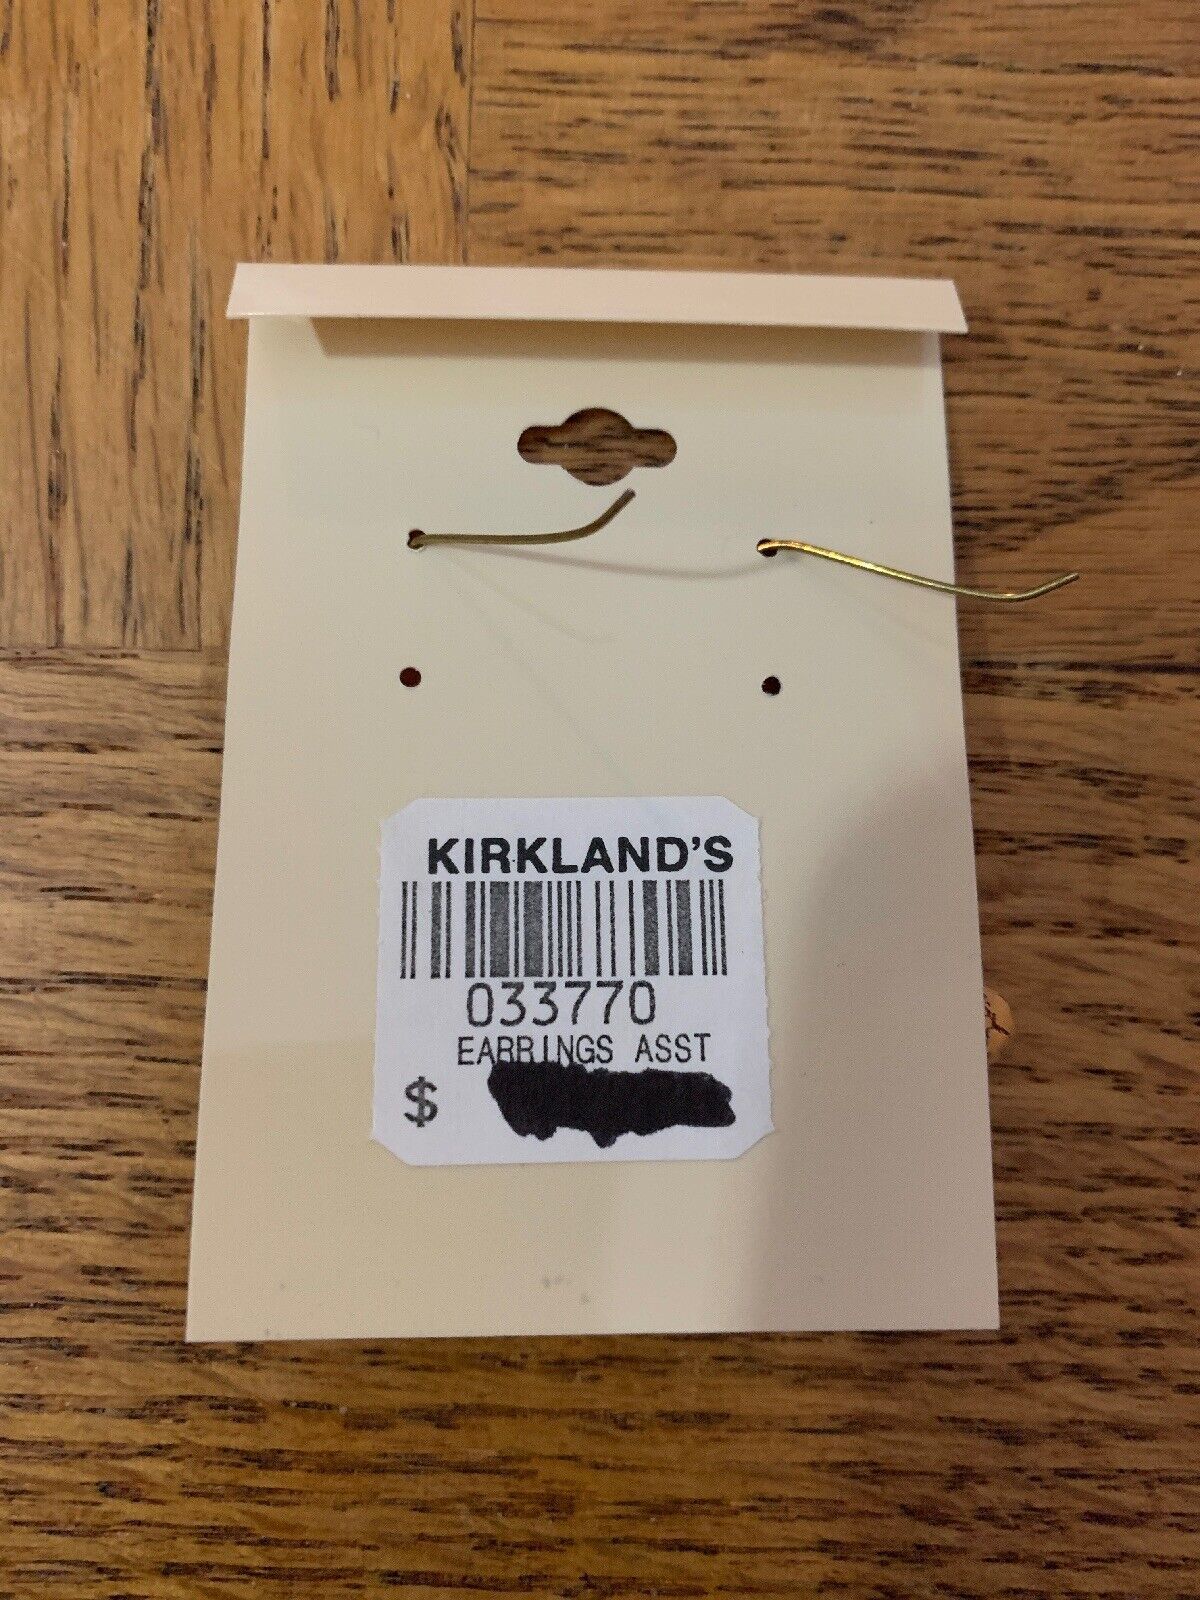 KIRKLAND'S
033770
EARRINGS ASST
$